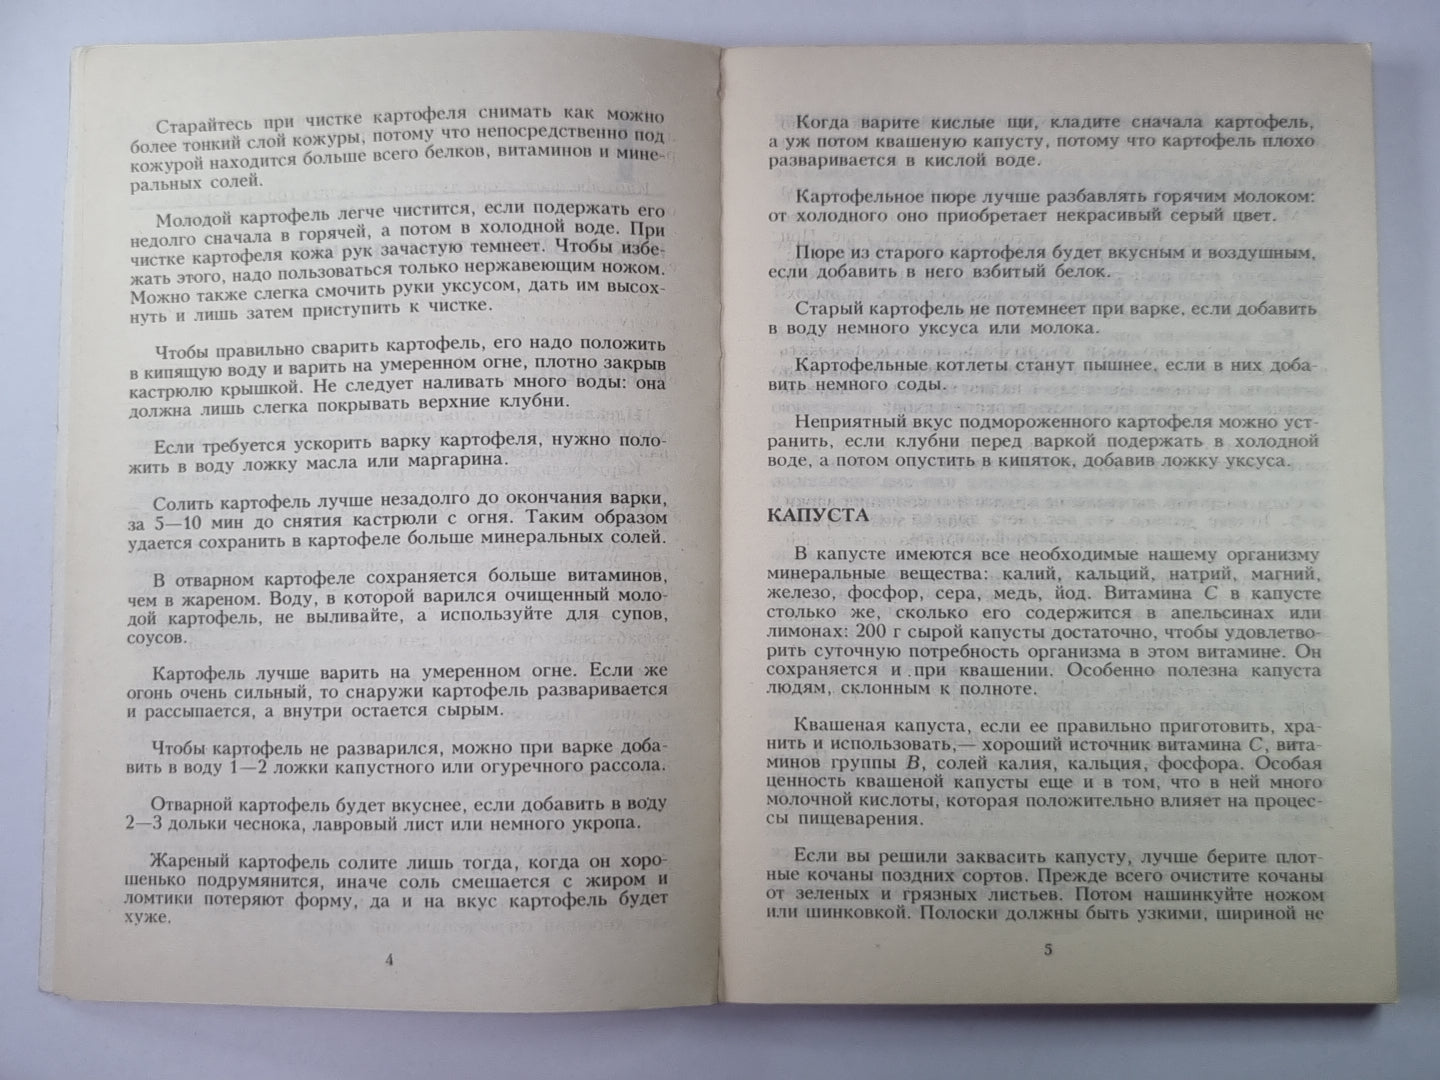 Старайтесь при чистке картофеля снимать как можно
более тонкий слой кожуры, потому что непосредственно под
кожурой находится больше всего белков, витаминов и мине-
ральных солей.
Молодой картофель легче чистится, если подержать его
недолго сначала в горячей, а потом в холодной воде. При
чистке картофеля кожа рук зачастую темнеет. Чтобы избе-
жать этого, надо пользоваться только нержавеющим ножом.
Можно также слегка смочить руки уксусом, дать им высох-
нуть и лишь затем приступить к чистке.
Чтобы правильно сварить картофель, его надо положить
в кипящую воду и варить на умеренном огне, плотно закрыв
кастрюлю крышкой. Не следует наливать много воды: она
должна лишь слегка покрывать верхние клубни.
Если требуется ускорить варку картофеля, нужно поло-
жить в воду ложку масла или маргарина.
Солить картофель лучше незадолго до окончания варки,
за 5—10 мин до снятия кастрюли с огня. Таким образом
удается сохранить в картофеле больше минеральных солей.
В отварном картофеле сохраняется больше витаминов,
чем в жареном. Воду, в которой варился очищенный моло-
дой картофель, не выливайте, а используйте для супов,
соусов.
Картофель лучше варить на умеренном огне. Если же
огонь очень сильный, то снаружи картофель разваривается
и рассыпается, а внутри остается сырым.
Чтобы картофель не разварился, можно при варке доба-
вить в воду 1—2 ложки капустного или огуречного рассола.
Отварной картофель будет вкуснее, если добавить в воду
2—3 дольки чеснока, лавровый лист или немного укропа.
Жареный картофель солите лишь тогда, когда он хоро-
шенько подрумянится, иначе соль смешается с жиром и
ломтики потеряют форму, да и на вкус картофель будет
хуже.
4
Когда варите кислые щи, кладите сначала картофель,
а уж потом квашеную капусту, потому что картофель плохо
разваривается в кислой воде.
Картофельное пюре лучше разбавлять горячим молоком:
от холодного оно приобретает некрасивый серый цвет.
Пюре из старого картофеля будет вкусным и воздушным,
если добавить в него взбитый белок.
Старый картофель не потемнеет при варке, если добавить
в воду немного уксуса или молока.
Картофельные котлеты станут пышнее, если в них доба-
вить немного соды.
Неприятный вкус подмороженного картофеля можно уст-
ранить, если клубни перед варкой подержать в холодной
воде, а потом опустить в кипяток, добавив ложку уксуса.
КАПУСТА
В капусте имеются все необходимые нашему организму
минеральные вещества: калий, кальций, натрий, магний,
железо, фосфор, сера, медь, йод. Витамина С в капусте
столько же, сколько его содержится в апельсинах или
лимонах: 200 г сырой капусты достаточно, чтобы удовлетво-
рить суточную потребность организма в этом витамине. Он
сохраняется и при квашении. Особенно полезна капуста
людям, склонным к полноте.
Квашеная капуста, если ее правильно приготовить, хра-
нить и использовать,— хороший источник витамина С, вита-
минов группы В, солей калия, кальция, фосфора. Особая
ценность квашеной капусты еще и в том, что в ней много
молочной кислоты, которая положительно влияет на процес-
сы пищеварения.
Если вы решили заквасить капусту, лучше берите плот-
ные кочаны поздних сортов. Прежде всего очистите кочаны
от зеленых и грязных листьев. Потом нашинкуйте ножом
или шинковкой. Полоски должны быть узкими, шириной не
5